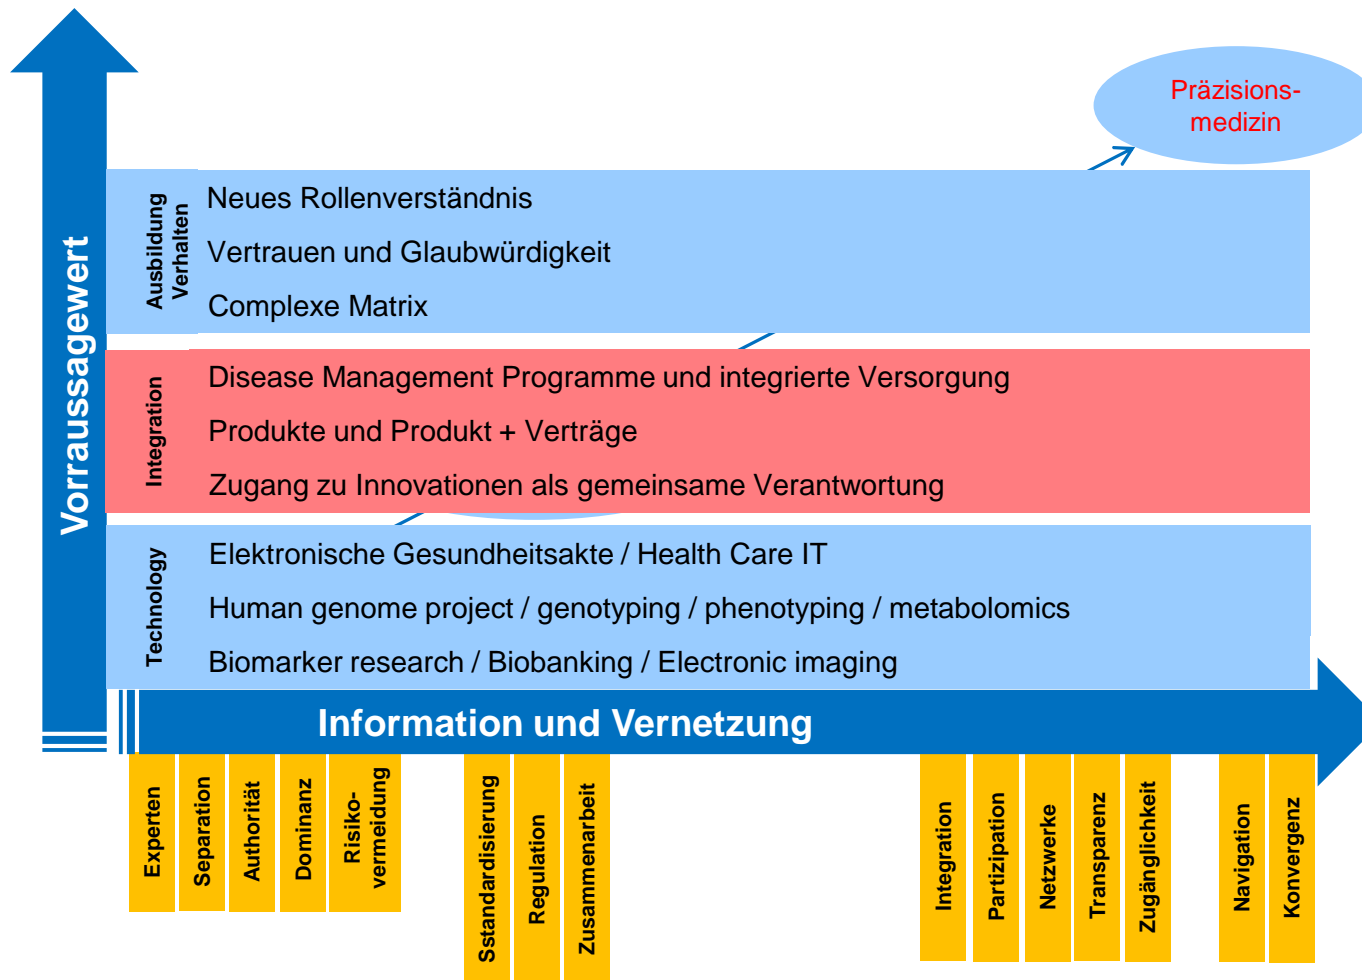 Präzisions-
medizin
Vorraussagewert
Ausbildung
Verhalten
Neues Rollenverständnis
Vertrauen und Glaubwürdigkeit
Complexe Matrix
Integration
Disease Management Programme und integrierte Versorgung
Produkte und Produkt + Verträge
Zugang zu Innovationen als gemeinsame Verantwortung
Technology
Elektronische Gesundheitsakte / Health Care IT
Human genome project / genotyping / phenotyping / metabolomics
Biomarker research / Biobanking / Electronic imaging
Information und Vernetzung
Experten
Separation
Authorität
Dominanz
Risiko-
vermeidung
Sstandardisierung
Regulation
Zusammenarbeit
Integration
Partizipation
Netzwerke
Transparenz
Zugänglichkeit
Navigation
Konvergenz